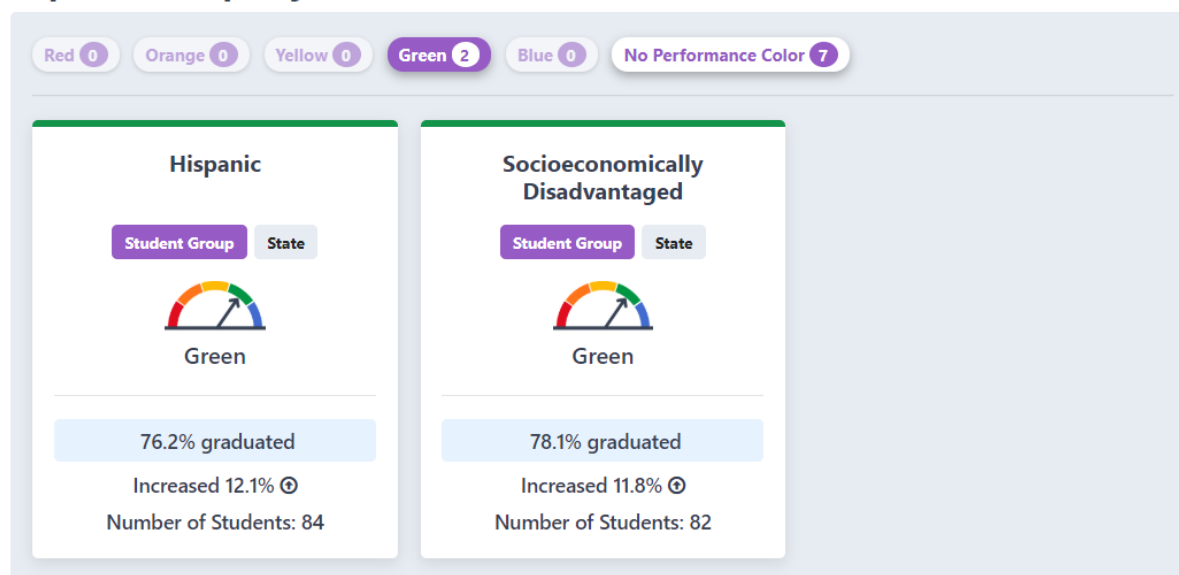 Red 0 Orange 0 Yellow 0 Green 2 Blue 0 No Performance Color 7
Hispanic
Student Group State
Green
76.2% graduated
Increased 12.1%
Number of Students: 84
Socioeconomically
Disadvantaged
Student Group State
Green
78.1% graduated
Increased 11.8%
Number of Students: 82